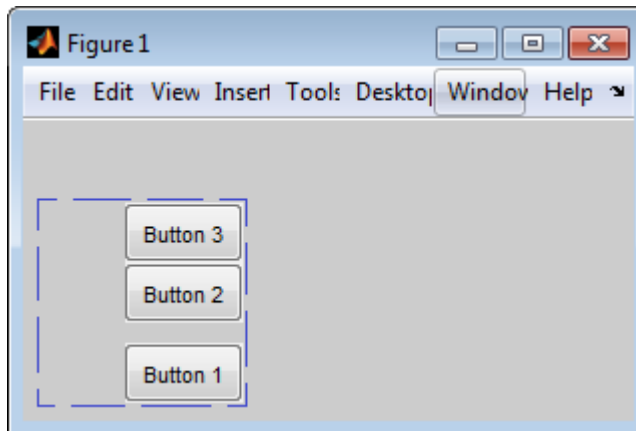 Figure 1
File Edit View Insert Tools Desktop Window Help
Button 3
Button 2
Button 1